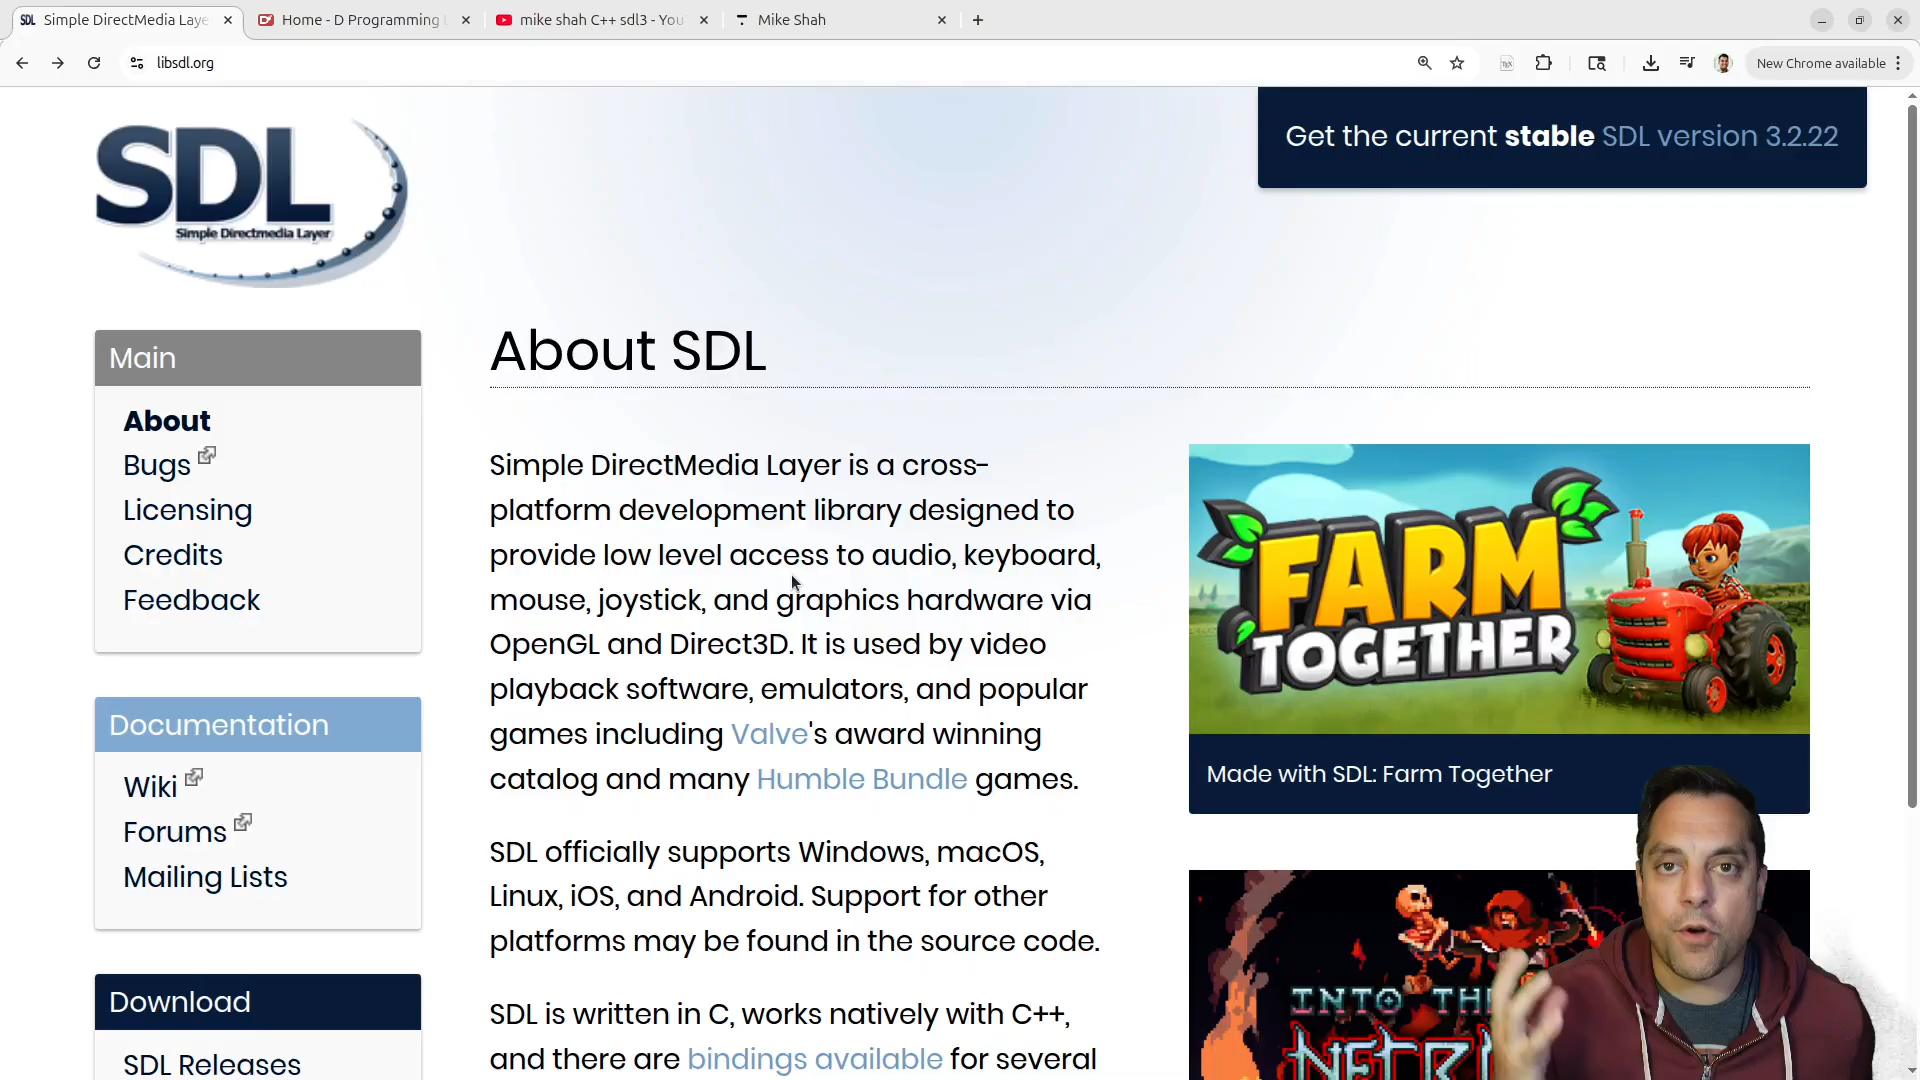 Simple DirectMedia Laye
Home - D Programming L
mike shah C++ sdl3 - You
Mike Shah
libsdl.org
New Chrome available
SDL
Simple Directmedia Layer
Get the current stable SDL version 3.2.22
Main
About
Bugs
Licensing
Credits
Feedback
Documentation
Wiki
Forums
Mailing Lists
Download
SDL Releases
About SDL
Simple DirectMedia Layer is a cross-
platform development library designed to
provide low level access to audio, keyboard,
mouse, joystick, and graphics hardware via
OpenGL and Direct3D. It is used by video
playback software, emulators, and popular
games including Valve's award winning
catalog and many Humble Bundle games.
SDL officially supports Windows, macOS,
Linux, iOS, and Android. Support for other
platforms may be found in the source code.
SDL is written in C, works natively with C++,
and there are bindings available for several
FARM
TOGETHER
Made with SDL: Farm Together
INTO TH
NECR